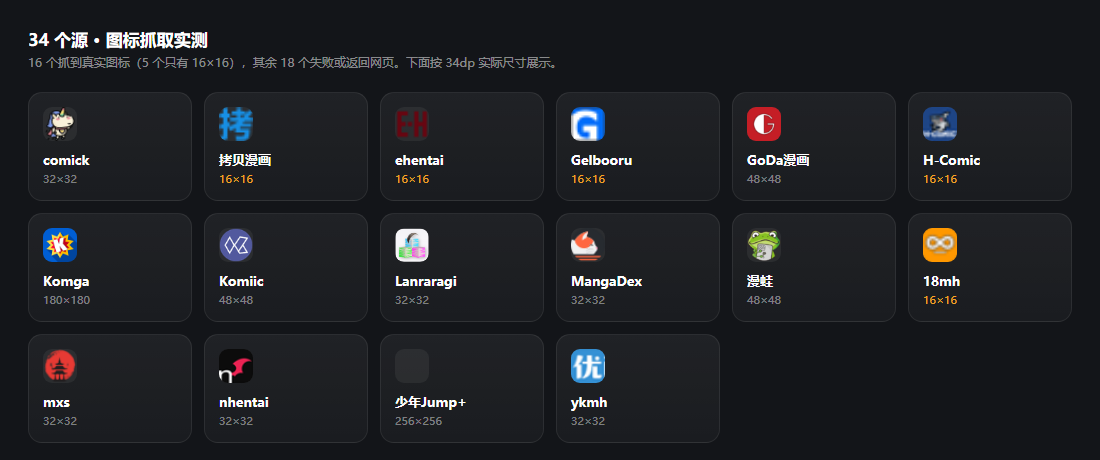 34 个源 • 图标抓取实测
16 个抓到真实图标（5 个只有 16×16），其余 18 个失败或返回网页。下面按 34dp 实际尺寸展示。
拷
EH
G
G
H-COMIC
comick
拷贝漫画
ehentai
Gelbooru
GoDa漫画
H-Comic
32×32
16×16
16×16
16×16
48×48
16×16
K
Komga
Komiic
Lanraragi
MangaDex
漫蛙
18mh
180×180
48×48
32×32
32×32
48×48
16×16
n
优
mxs
nhentai
少年Jump+
ykmh
32×32
32×32
256×256
32×32